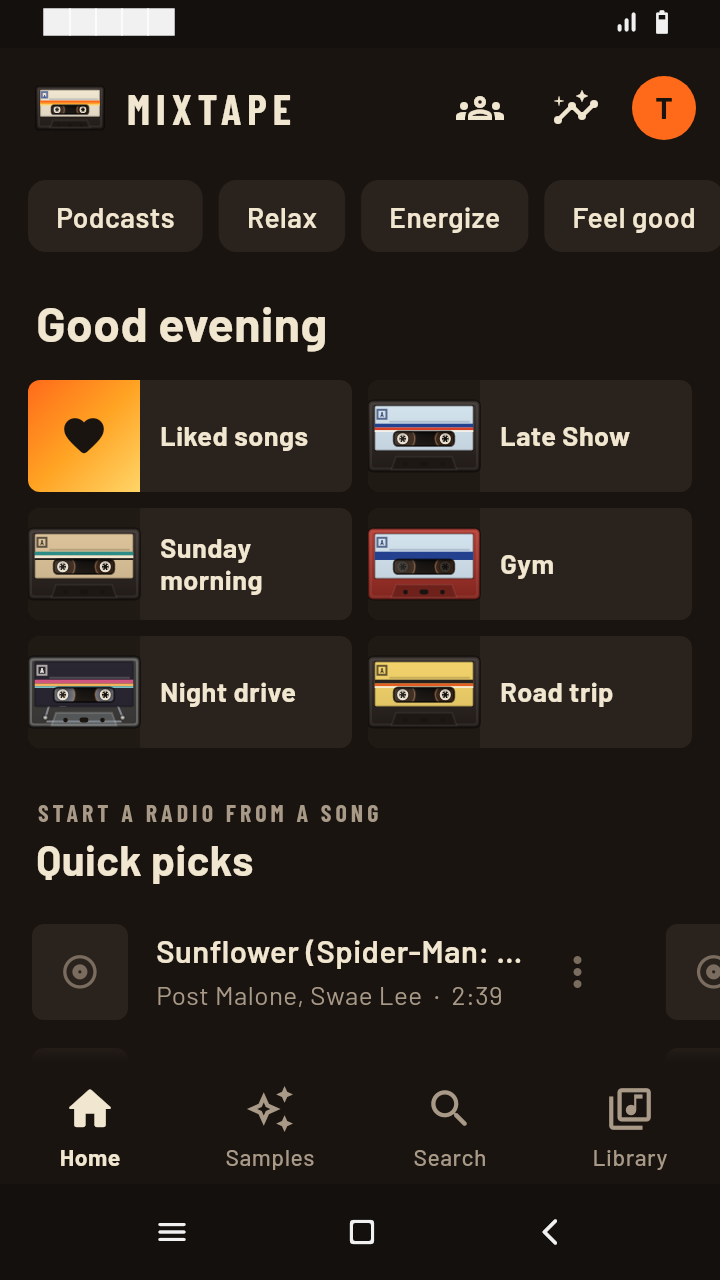 MIXTAPE
T
Podcasts
Relax
Energize
Feel good
Good evening
Liked songs
Late Show
Sunday
morning
Gym
Night drive
Road trip
START A RADIO FROM A SONG
Quick picks
Sunflower (Spider-Man: ...
Post Malone, Swae Lee · 2:39
Home
Samples
Search
Library